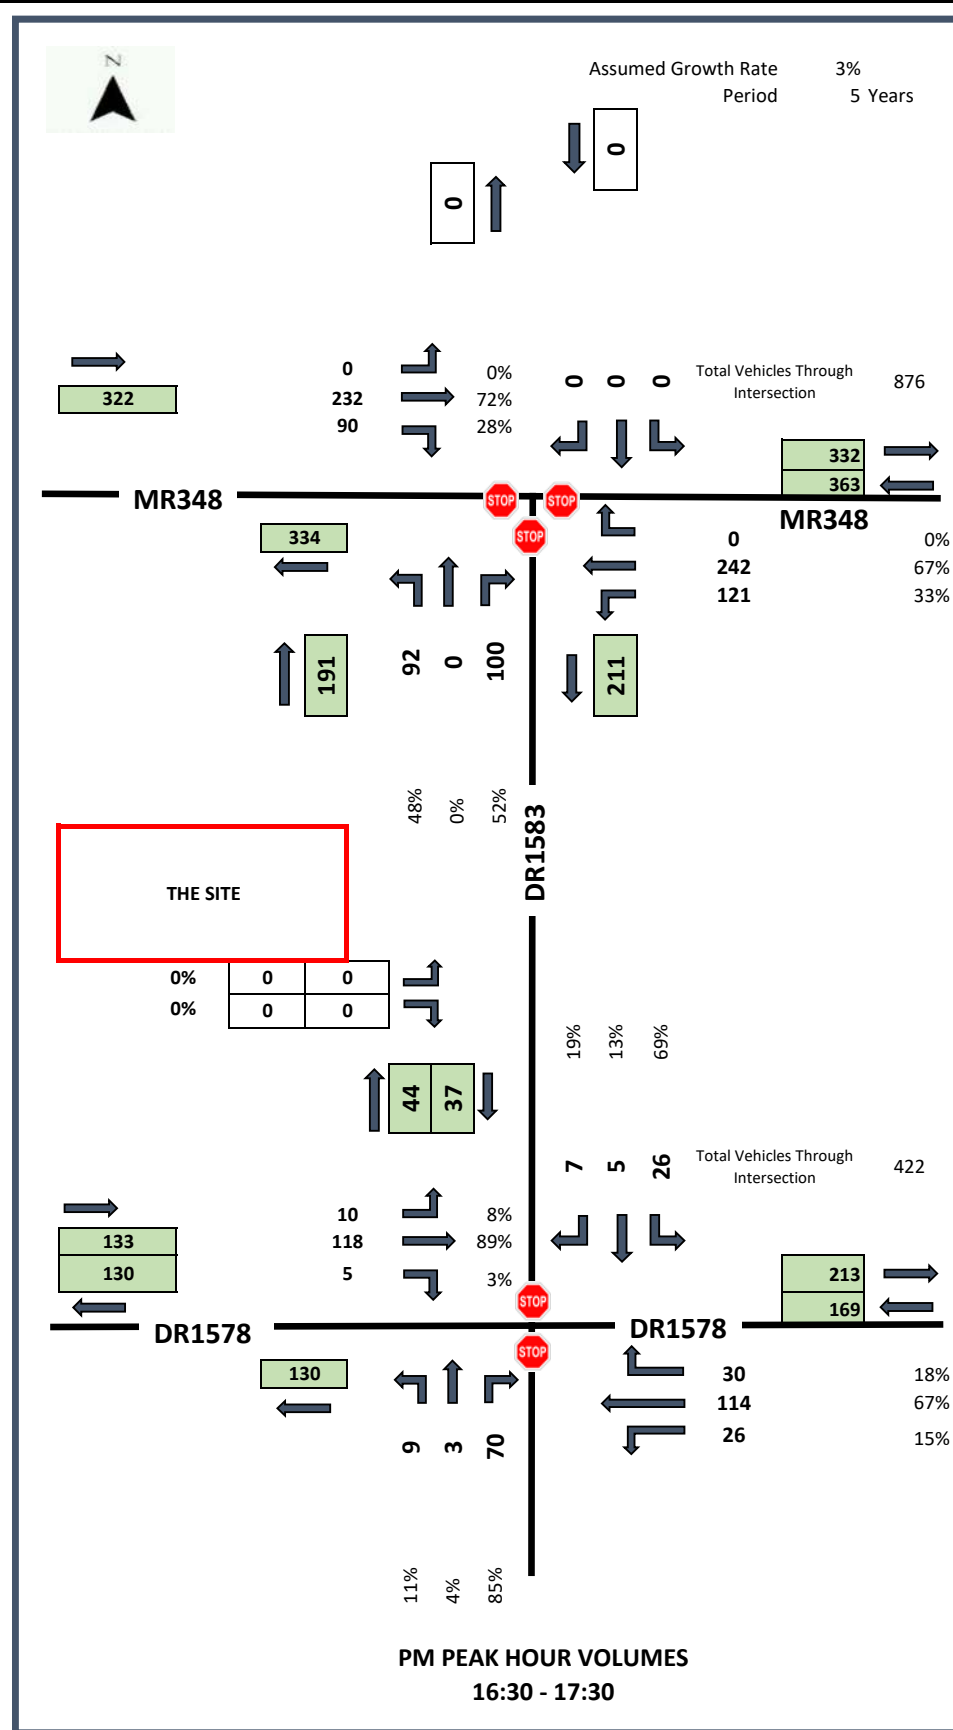 N
Assumed Growth Rate 3%
Period 5 Years
0
0
0 0%
322 232 72%
90 28%
0 0 0
Total Vehicles Through
Intersection
876
332
363
MR348
STOP STOP
STOP
MR348
334
0 0%
242 67%
121 33%
191
92 0 100
211
48% 0% 52%
DR1583
THE SITE
0% 0 0
0% 0 0
19% 13% 69%
44 37
7 5 26
Total Vehicles Through
Intersection
422
10 8%
133 118 89%
130 5 3%
213
169
STOP
DR1578
DR1578
STOP
130
30 18%
114 67%
26 15%
9 3 70
11% 4% 85%
PM PEAK HOUR VOLUMES
16:30 - 17:30